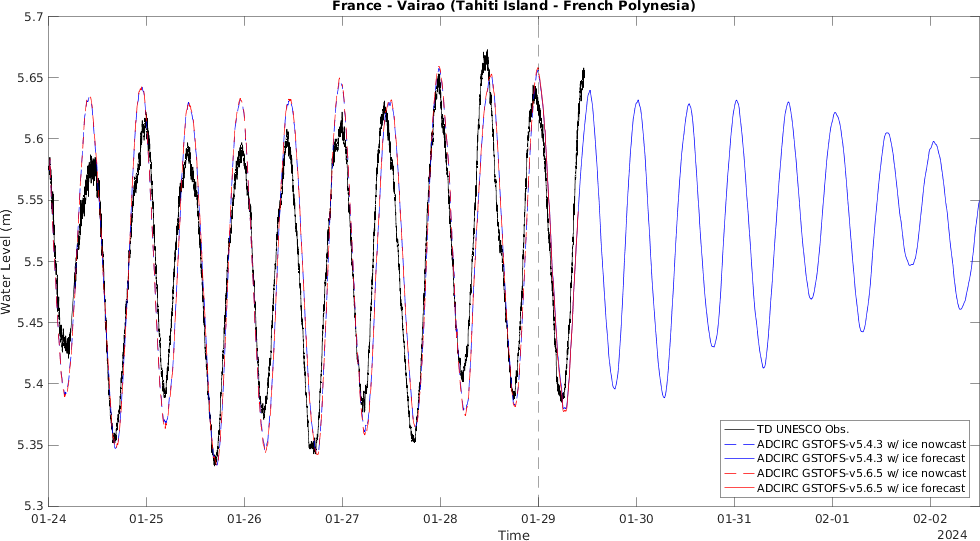 France - Vairao (Tahiti Island - French Polynesia)
5.7
5.65
5.6
5.55
5.5
5.45
5.4
5.35
5.3
Water Level (m)
01-24 01-25 01-26 01-27 01-28 01-29 01-30 01-31 02-01 02-02
Time
2024
TD UNESCO Obs.
ADCIRC GSTOFS-v5.4.3 w/ ice nowcast
ADCIRC GSTOFS-v5.4.3 w/ ice forecast
ADCIRC GSTOFS-v5.6.5 w/ ice nowcast
ADCIRC GSTOFS-v5.6.5 w/ ice forecast